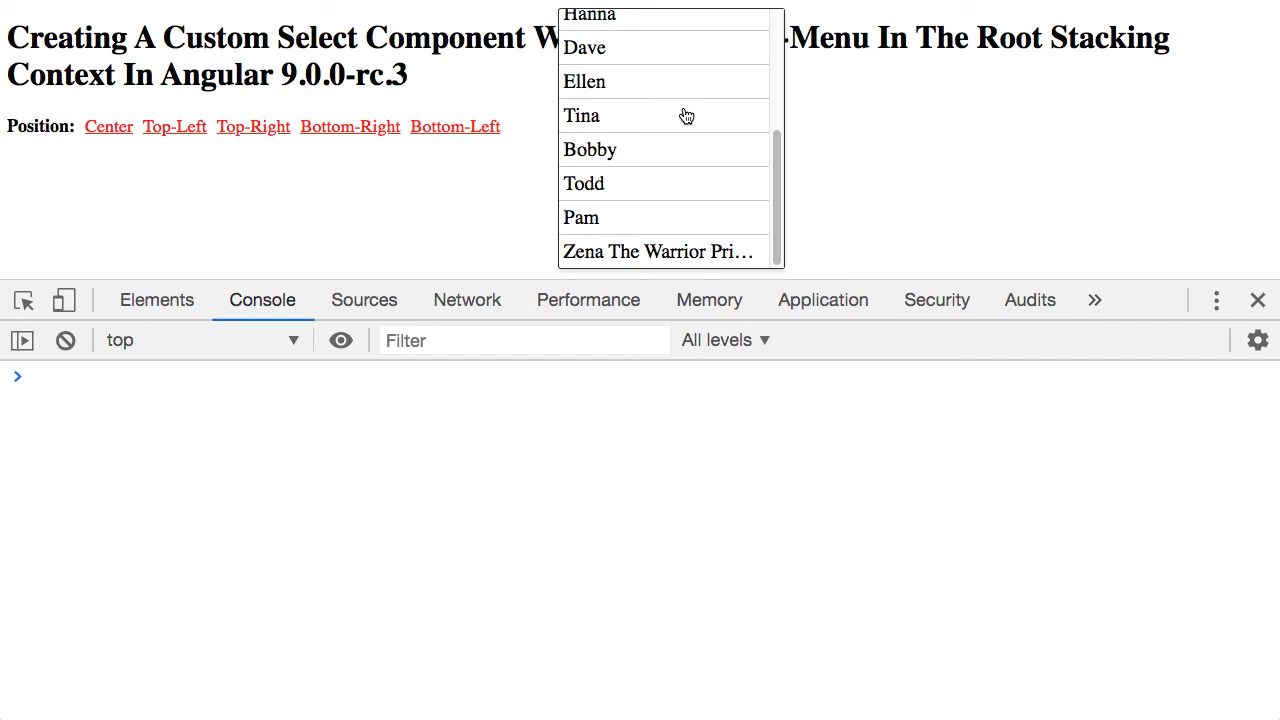 Creating A Custom Select Component W -Menu In The Root Stacking
Context In Angular 9.0.0-rc.3
Position: Center Top-Left Top-Right Bottom-Right Bottom-Left
Hanna
Dave
Ellen
Tina
Bobby
Todd
Pam
Zena The Warrior Pri…
Elements Console Sources Network Performance Memory Application Security Audits »
top ▼ Filter All levels ▼
>